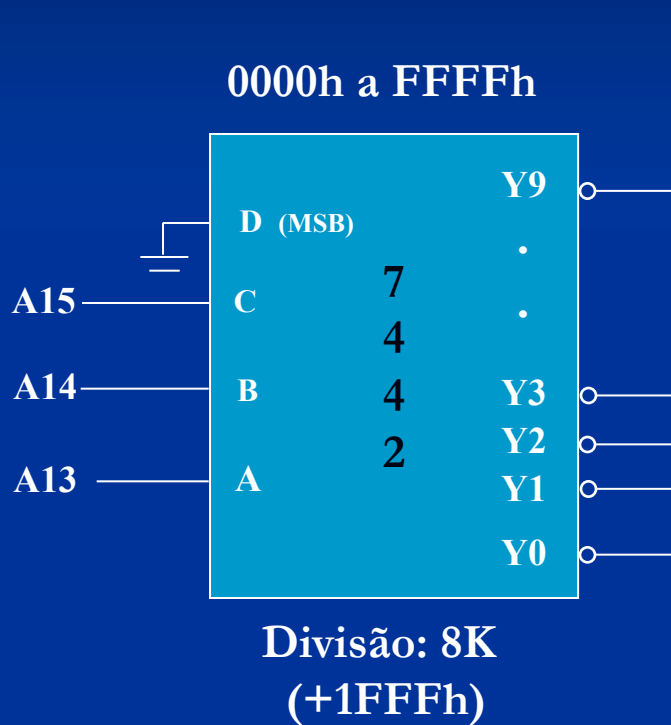 0000h a FFFFh
Y9
D (MSB)
.
7
A15
C
.
4
A14
B
4
Y3
2
Y2
A13
A
Y1
Y0
Divisão: 8K
(+1FFFh)